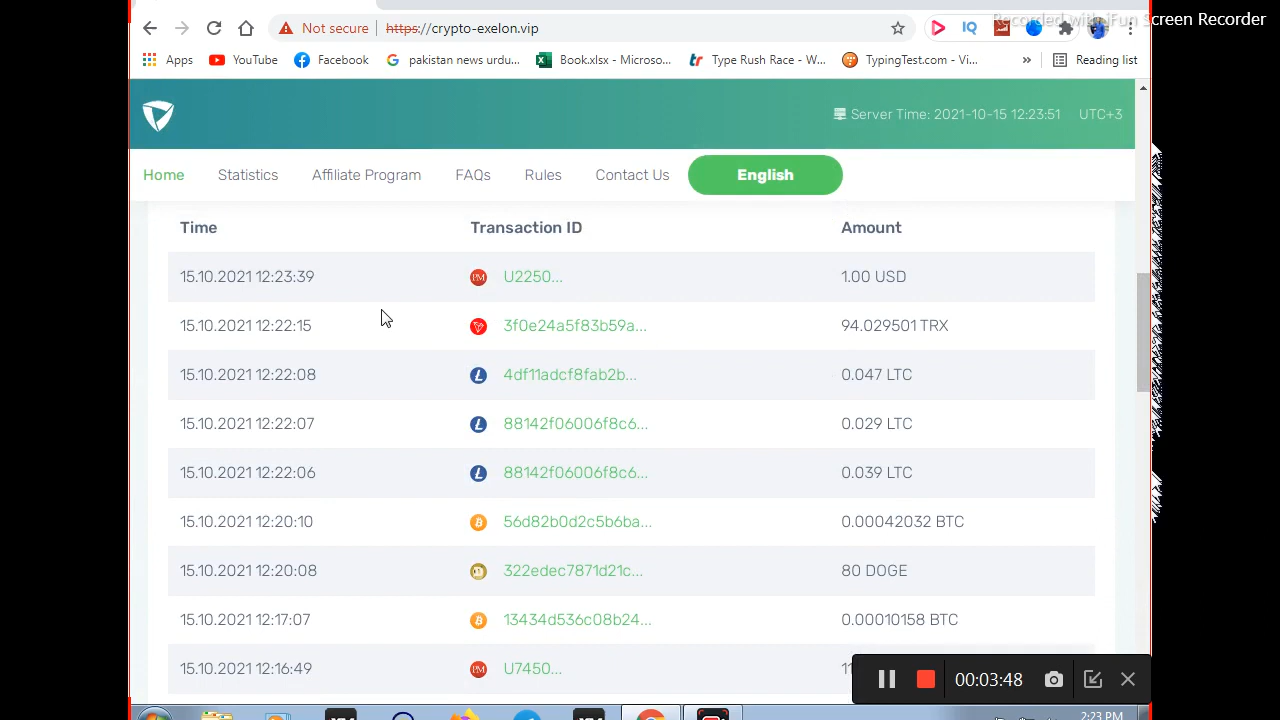 Recorded with iFun Screen Recorder
Not secure https://crypto-exelon.vip
Apps YouTube Facebook pakistan news urdu... Book.xlsx - Microso... Type Rush Race - W... TypingTest.com - Vi... » Reading list
Server Time: 2021-10-15 12:23:51 UTC+3
Home Statistics Affiliate Program FAQs Rules Contact Us English
Time Transaction ID Amount
15.10.2021 12:23:39 U2250... 1.00 USD
15.10.2021 12:22:15 3f0e24a5f83b59a... 94.029501 TRX
15.10.2021 12:22:08 4df11adcf8fab2b... 0.047 LTC
15.10.2021 12:22:07 88142f06006f8c6... 0.029 LTC
15.10.2021 12:22:06 88142f06006f8c6... 0.039 LTC
15.10.2021 12:20:10 56d82b0d2c5b6ba... 0.00042032 BTC
15.10.2021 12:20:08 322edec7871d21c... 80 DOGE
15.10.2021 12:17:07 13434d536c08b24... 0.00010158 BTC
15.10.2021 12:16:49 U7450...
00:03:48
2:23 PM